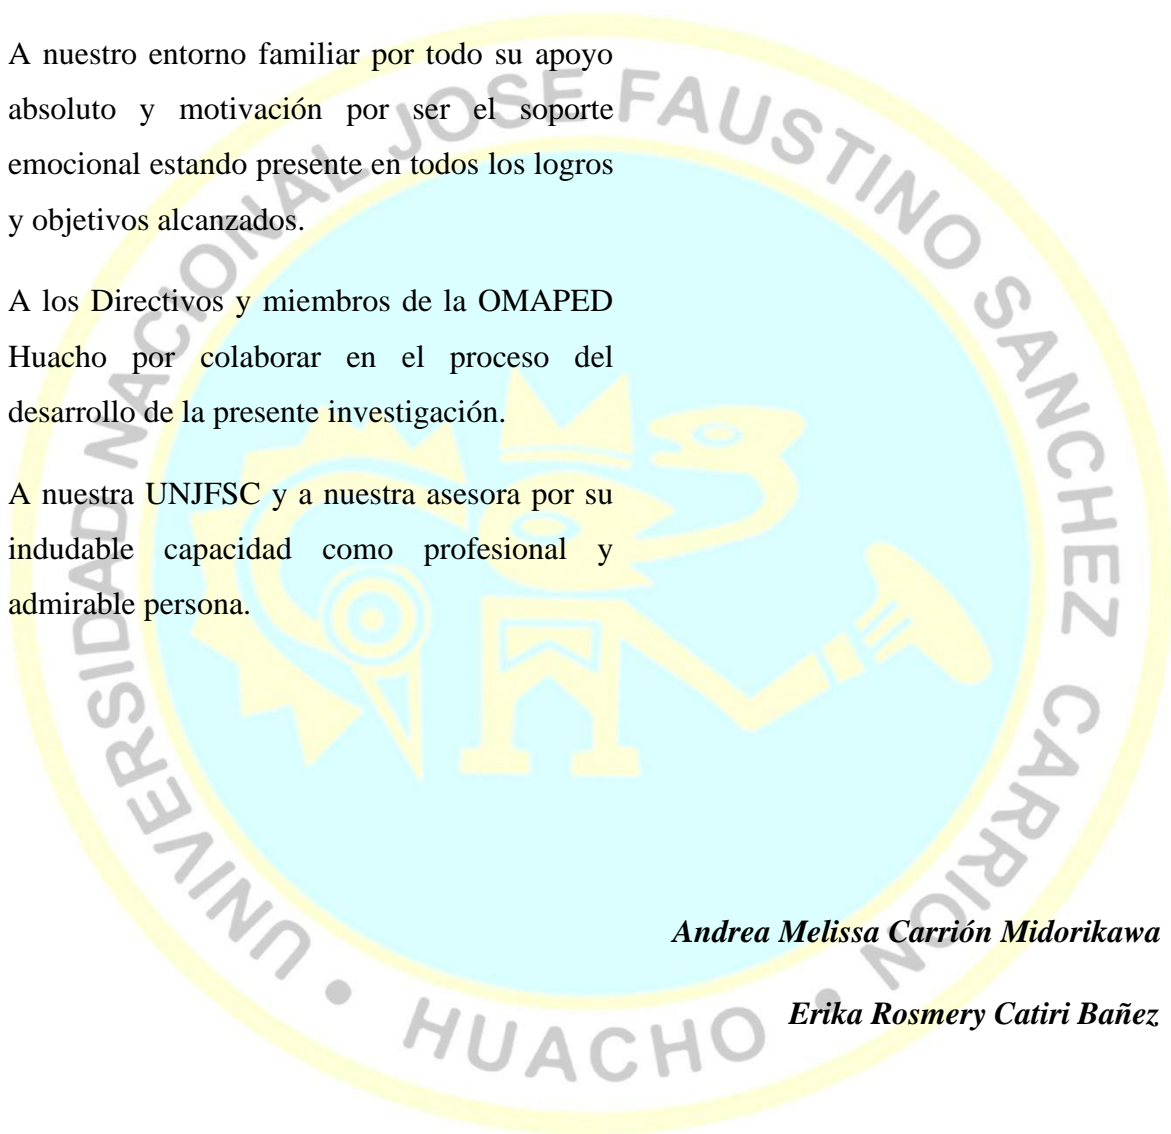 A nuestro entorno familiar por todo su apoyo
absoluto y motivación por ser el soporte
emocional estando presente en todos los logros
y objetivos alcanzados.
A los Directivos y miembros de la OMAPED
Huacho por colaborar en el proceso del
desarrollo de la presente investigación.
A nuestra UNJFSC y a nuestra asesora por su
indudable capacidad como profesional y
admirable persona.
Andrea Melissa Carrión Midorikawa
Erika Rosmery Catiri Bañez
UNIVERSIDAD NACIONAL JOSE FAUSTINO SANCHEZ CARRION
• HUACHO •